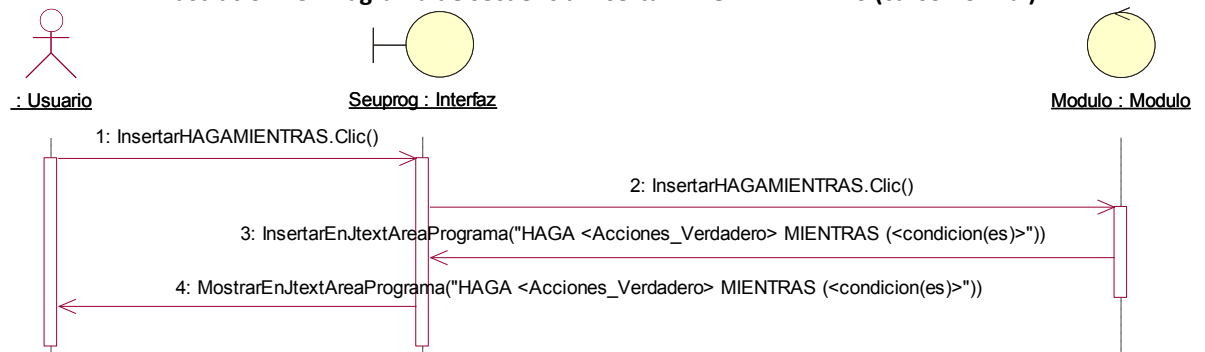 : Usuario
Seuprog : Interfaz
Modulo : Modulo
1: InsertarHAGAMIENTRAS.Clic()
2: InsertarHAGAMIENTRAS.Clic()
3: InsertarEnJtextAreaPrograma("HAGA <Acciones_Verdadero> MIENTRAS (<condicion(es)>"))
4: MostrarEnJtextAreaPrograma("HAGA <Acciones_Verdadero> MIENTRAS (<condicion(es)>"))